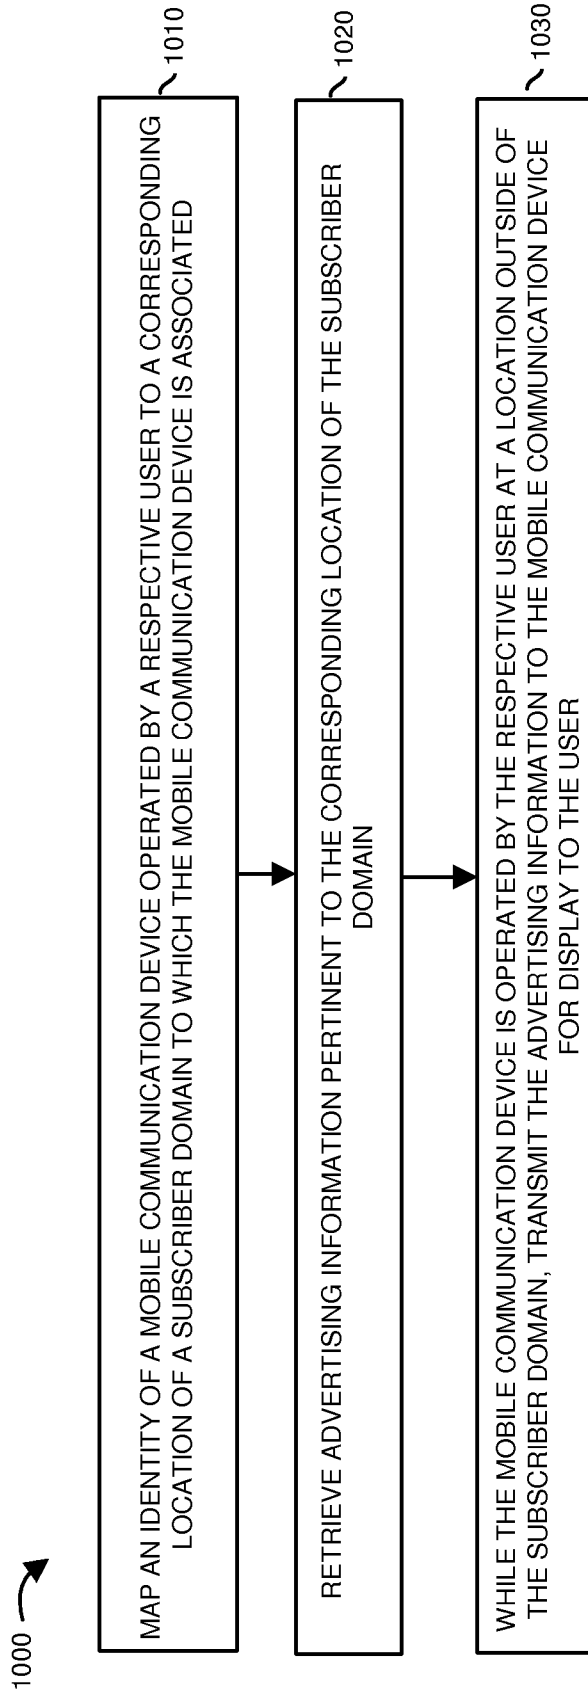 1000
1010
MAP AN IDENTITY OF A MOBILE COMMUNICATION DEVICE OPERATED BY A RESPECTIVE USER TO A CORRESPONDING
LOCATION OF A SUBSCRIBER DOMAIN TO WHICH THE MOBILE COMMUNICATION DEVICE IS ASSOCIATED
1020
RETRIEVE ADVERTISING INFORMATION PERTINENT TO THE CORRESPONDING LOCATION OF THE SUBSCRIBER
DOMAIN
1030
WHILE THE MOBILE COMMUNICATION DEVICE IS OPERATED BY THE RESPECTIVE USER AT A LOCATION OUTSIDE OF
THE SUBSCRIBER DOMAIN, TRANSMIT THE ADVERTISING INFORMATION TO THE MOBILE COMMUNICATION DEVICE
FOR DISPLAY TO THE USER